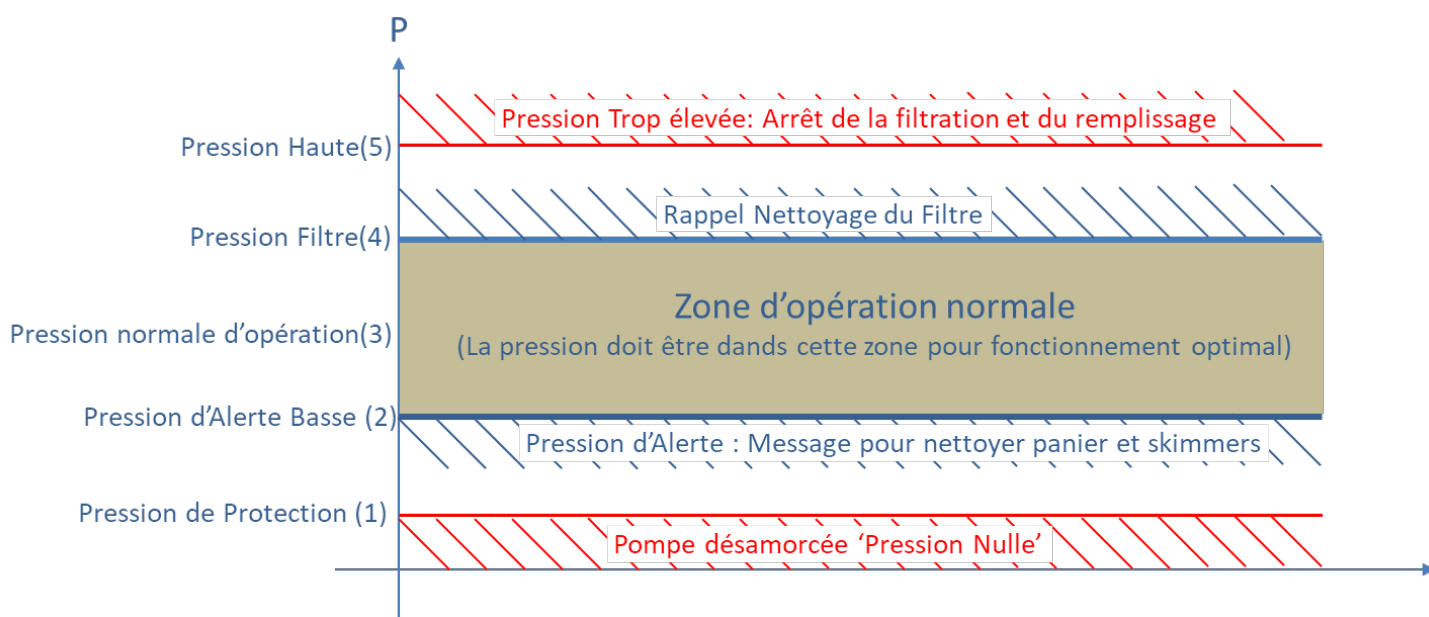 P
Pression Trop élevée: Arrêt de la filtration et du remplissage
Pression Haute(5)
Rappel Nettoyage du Filtre
Pression Filtre(4)
Zone d'opération normale
Pression normale d'opération(3)
(La pression doit être dands cette zone pour fonctionnement optimal)
Pression d'Alerte Basse (2)
Pression d'Alerte : Message pour nettoyer panier et skimmers
Pression de Protection (1)
Pompe désamorcée ‘Pression Nulle’